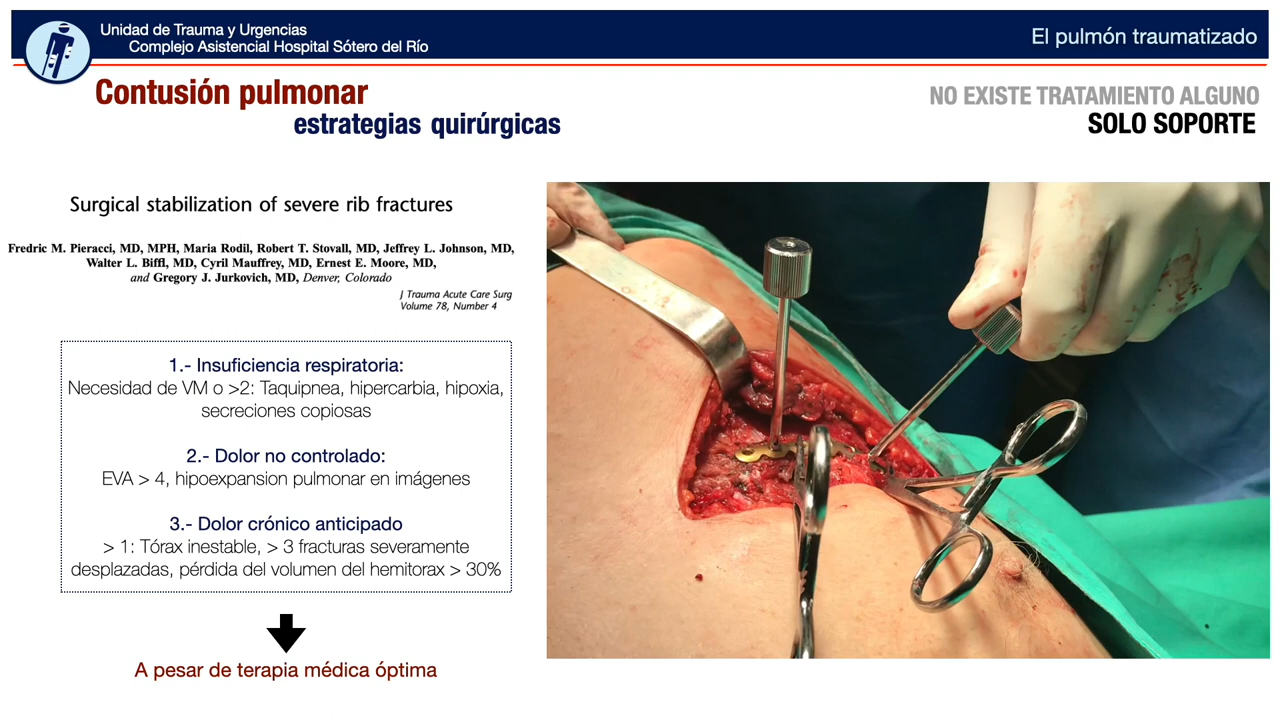 Unidad de Trauma y Urgencias
Complejo Asistencial Hospital Sótero del Río
El pulmón traumatizado
Contusión pulmonar
estrategias quirúrgicas
NO EXISTE TRATAMIENTO ALGUNO
SOLO SOPORTE
Surgical stabilization of severe rib fractures
Fredric M. Pieracci, MD, MPH, Maria Rodil, Robert T. Stovall, MD, Jeffrey L. Johnson, MD,
Walter L. Biffl, MD, Cyril Mauffrey, MD, Ernest E. Moore, MD,
and Gregory J. Jurkovich, MD, Denver, Colorado
J Trauma Acute Care Surg
Volume 78, Number 4
1.- Insuficiencia respiratoria:
Necesidad de VM o >2: Taquipnea, hipercarbia, hipoxia,
secreciones copiosas
2.- Dolor no controlado:
EVA > 4, hipoexpansion pulmonar en imágenes
3.- Dolor crónico anticipado
> 1: Tórax inestable, > 3 fracturas severamente
desplazadas, pérdida del volumen del hemitorax > 30%
A pesar de terapia médica óptima